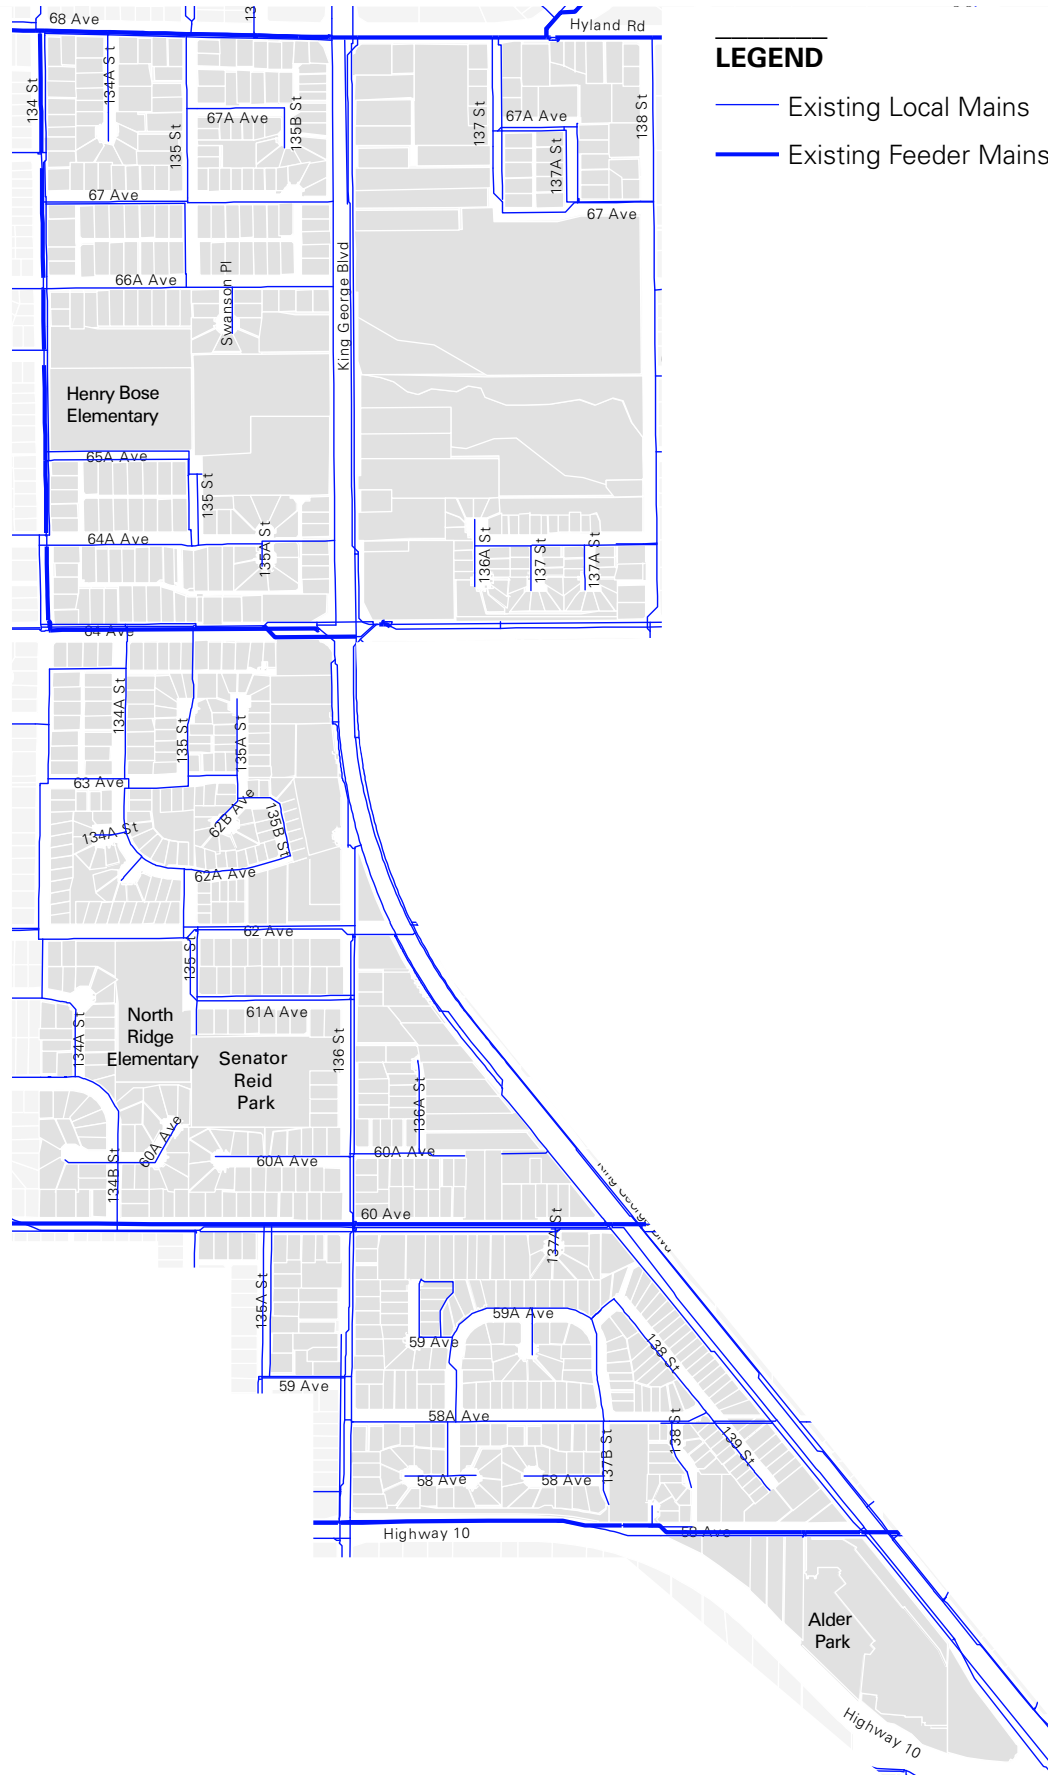 68 Ave
13
Hyland Rd
LEGEND
Existing Local Mains
Existing Feeder Mains
134 St
134A St
135 St
67A Ave
135B St
137 St
67A Ave
137A St
138 St
67 Ave
67 Ave
66A Ave
Swanson Pl
King George Blvd
Henry Bose
Elementary
65A Ave
135 St
64A Ave
135A St
136A St
137 St
137A St
64 Ave
134A St
135 St
135A St
63 Ave
134A St
62B Ave
135B St
62A Ave
62 Ave
135 St
61A Ave
North
Ridge
Elementary
Senator
Reid
Park
134A St
136 St
136A St
60A Ave
60A Ave
60A Ave
134B St
King George Blvd
60 Ave
137A St
135A St
59A Ave
59 Ave
138 St
59 Ave
58A Ave
138 St
139 St
137B St
58 Ave
58 Ave
Highway 10
58 Ave
Alder
Park
Highway 10